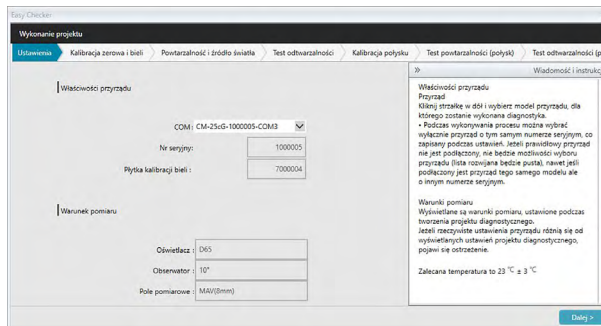 Easy Checker
Wykonanie projektu
Ustawienia
Kalibracja zerowa i bieli
Powtarzalność i źródło światła
Test odtwarzalności
Kalibracja połysku
Test powtarzalności (połysk)
Test odtwarzalności (p
Właściwości przyrządu
COM: CM-25cG-1000005-COM3
Nr seryjny: 1000005
Płytka kalibracji bieli : 7000004
Warunek pomiaru
Oświetlacz : D65
Obserwator : 10°
Pole pomiarowe : MAV(8mm)
» Wiadomość i instrukcj
Właściwości przyrządu
Przyrząd
Kliknij strzałkę w dół i wybierz model przyrządu, dla
którego zostanie wykonana diagnostyka.
• Podczas wykonywania procesu można wybrać
wyłącznie przyrząd o tym samym numerze seryjnym, co
zapisany podczas ustawień. Jeżeli prawidłowy przyrząd
nie jest podłączony, nie będzie możliwości wyboru
przyrządu (lista rozwijana będzie pusta), nawet jeśli
podłączony jest przyrząd tego samego modelu ale
o innym numerze seryjnym.
Warunki pomiaru
Wyświetlane są warunki pomiaru, ustawione podczas
tworzenia projektu diagnostycznego.
Jeżeli rzeczywiste ustawienia przyrządu różnią się od
wyświetlanych ustawień projektu diagnostycznego,
pojawi się ostrzeżenie.
Zalecana temperatura to 23 °C ± 3 °C
Dalej >